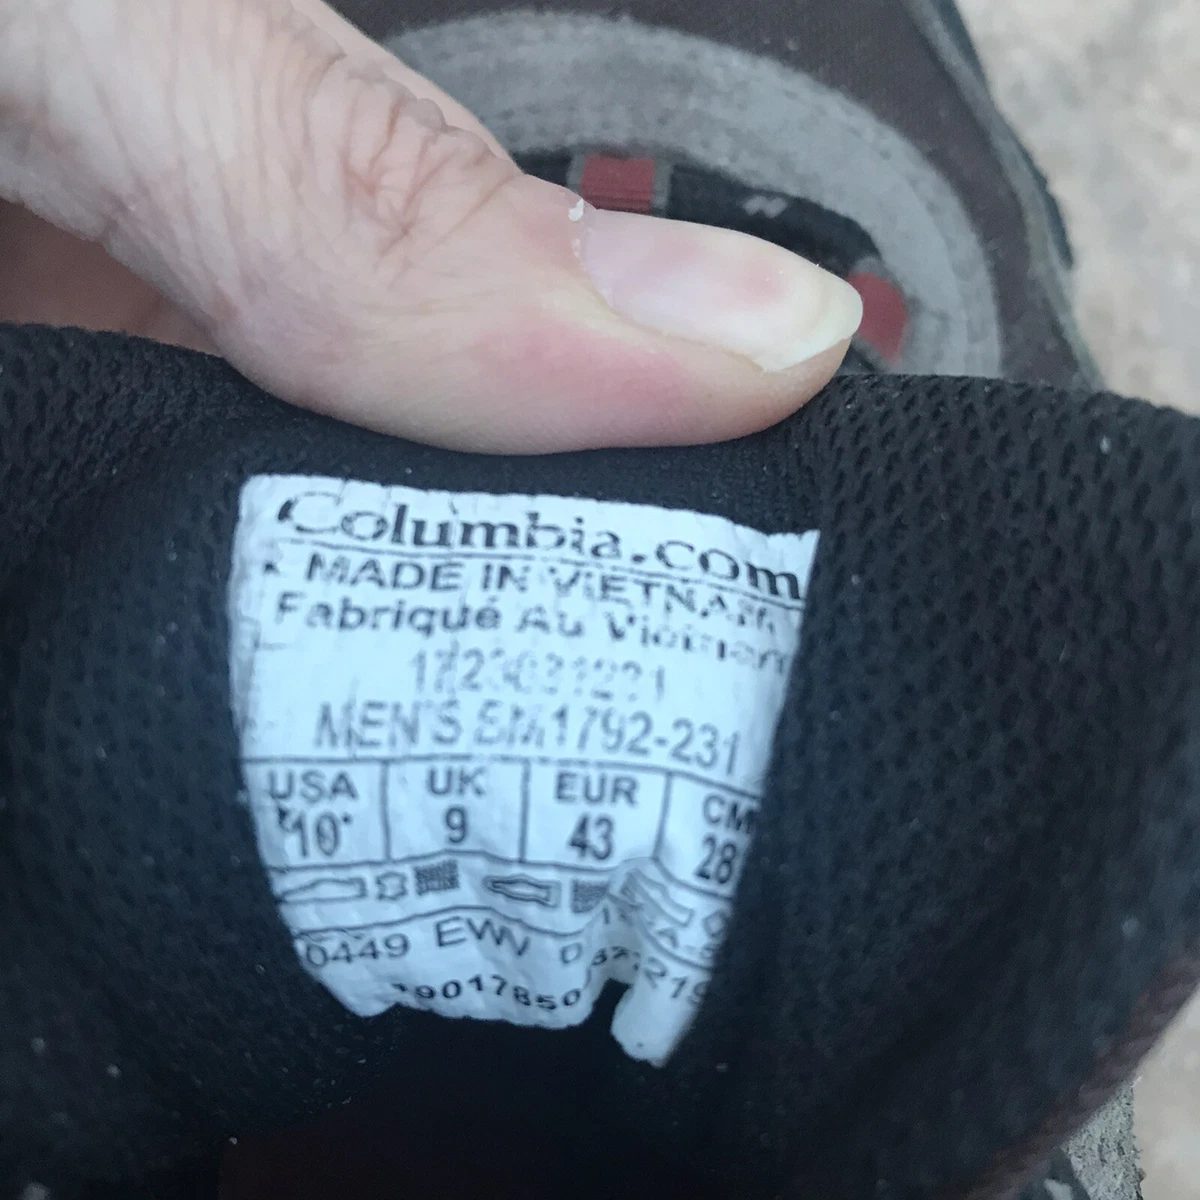 Columbia.com
MADE IN VIETNAM
Fabriqué Au Vietnam
MEN'S BM1792-231
USA UK EUR CM
10 9 43 28
0449 EWV